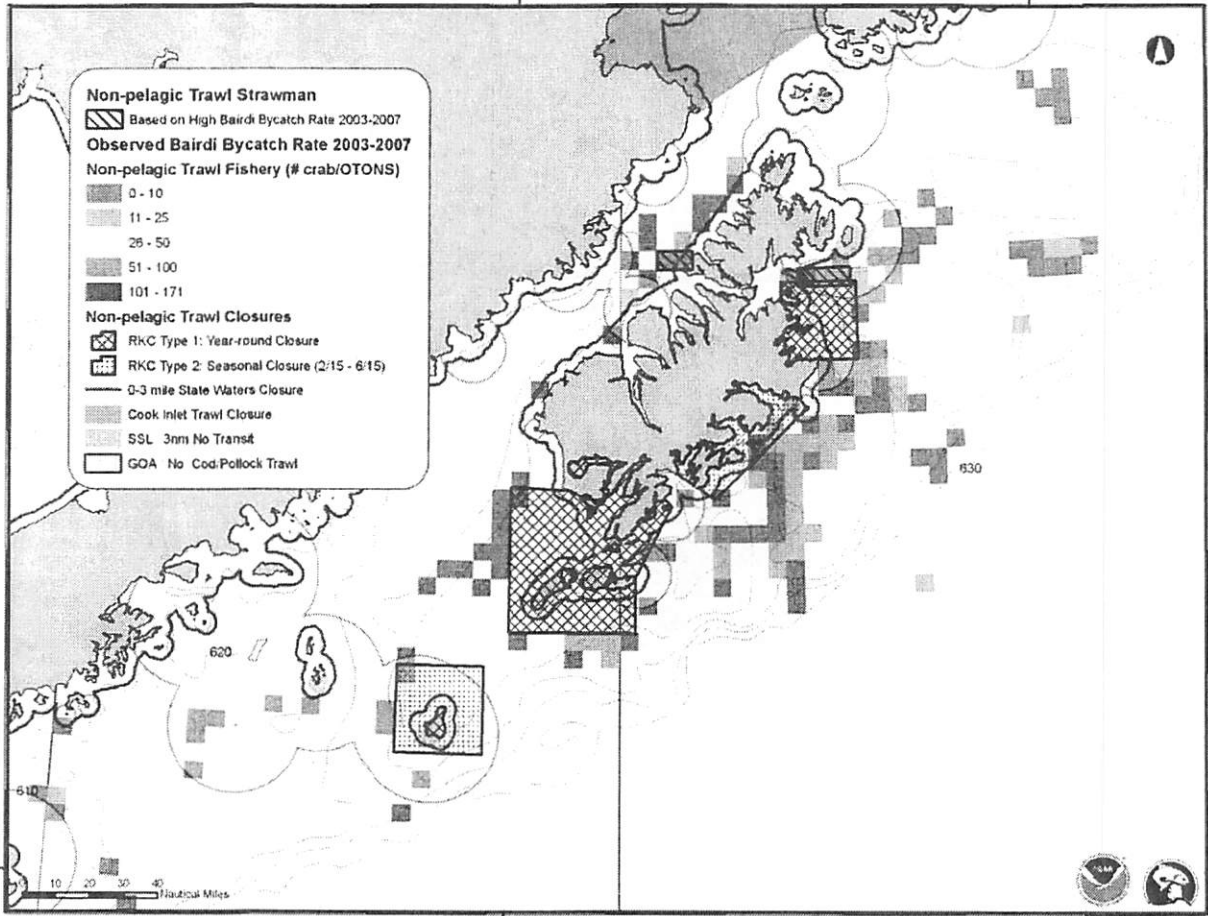 Non-pelagic Trawl Strawman
Based on High Bairdi Bycatch Rate 2003-2007
Observed Bairdi Bycatch Rate 2003-2007
Non-pelagic Trawl Fishery (# crab/OTONS)
0 - 10
11 - 25
26 - 50
51 - 100
101 - 171
Non-pelagic Trawl Closures
RKC Type 1: Year-round Closure
RKC Type 2: Seasonal Closure (2/15 - 6/15)
0-3 mile State Waters Closure
Cook Inlet Trawl Closure
SSL 3nm No Transit
GOA No Cod/Pollock Trawl
630
620
610
0 10 20 30 40
Nautical Miles